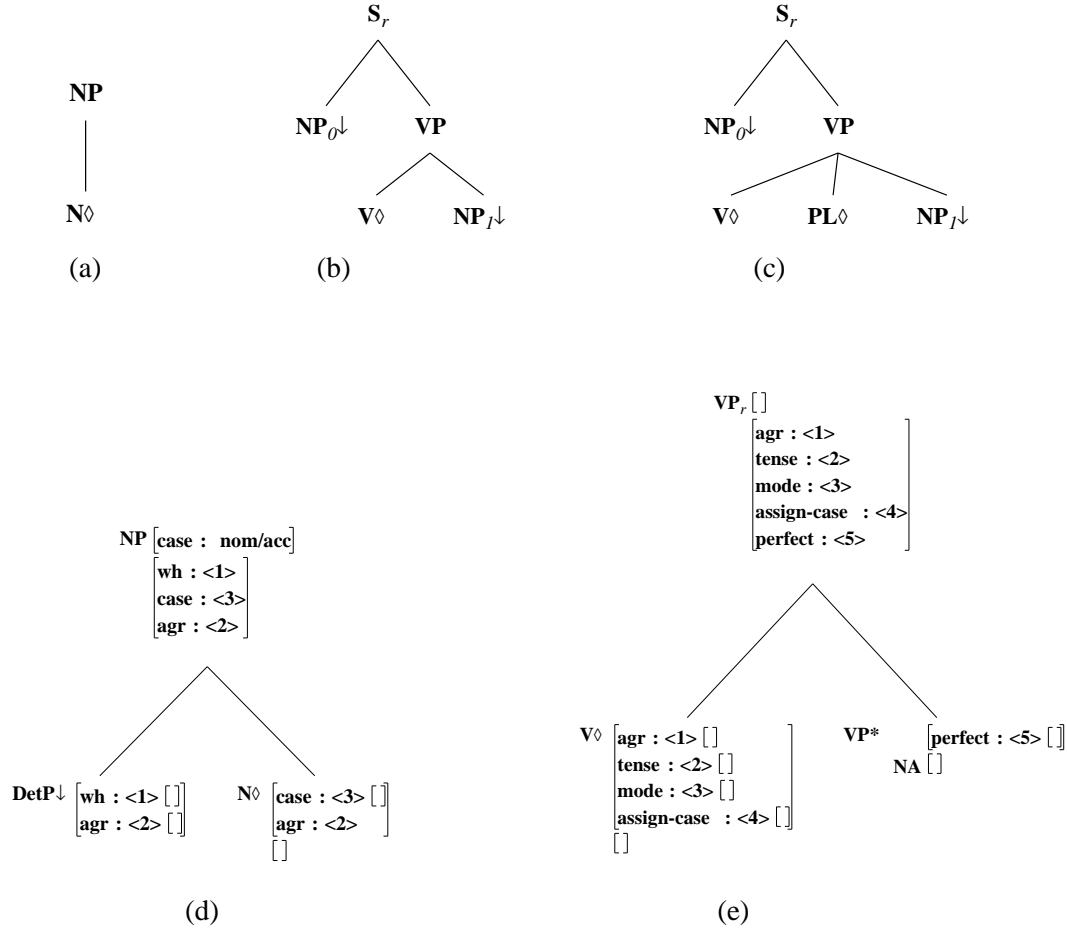 S_r S_r
NP
NP_0↓ VP NP_0↓ VP
N◊ V◊ NP_1↓ V◊ PL◊ NP_1↓
(a) (b) (c)
VP_r []
agr : <1>
tense : <2>
mode : <3>
assign-case : <4>
perfect : <5>
NP [case : nom/acc]
wh : <1>
case : <3>
agr : <2>
DetP↓ [wh : <1> []
agr : <2> []]
N◊ [case : <3> []
agr : <2>]
[]
V◊ [agr : <1> []
tense : <2> []
mode : <3> []
assign-case : <4> []]
[]
VP* [perfect : <5> []]
NA []
(d) (e)